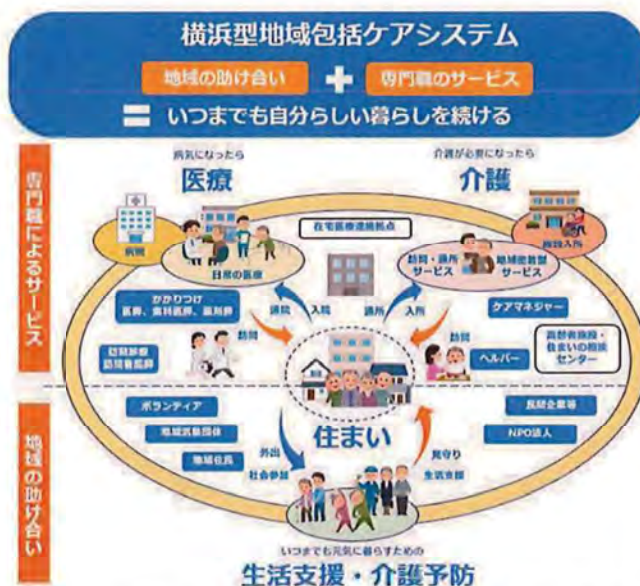 横浜型地域包括ケアシステム
地域の助け合い + 専門職のサービス
= いつまでも自分らしい暮らしを続ける
専門職によるサービス
病気になったら
医療
介護が必要になったら
介護
病院
日常の医療
在宅医療連携拠点
訪問・通所
サービス
地域密着型
サービス
施設入所
かかりつけ
医師、歯科医師、薬剤師
通院
入院
通所
入所
ケアマネジャー
訪問
訪問診療
訪問看護師
訪問
ヘルパー
高齢者施設・
住まいの相談
センター
地域の助け合い
ボランティア
地域活動団体
地域住民
住まい
民間企業等
NPO法人
外出
社会参加
見守り
生活支援
いつまでも元気に暮らすための
生活支援・介護予防